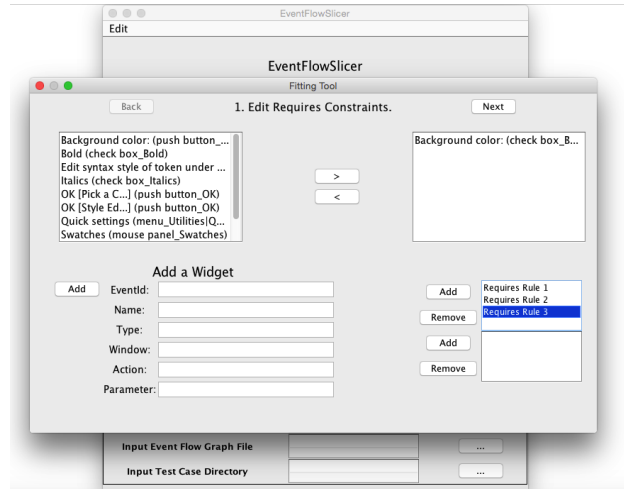 EventFlowSlicer
Edit
EventFlowSlicer
Fitting Tool
Back
1. Edit Requires Constraints.
Next
Background color: (push button_...
Bold (check box_Bold)
Edit syntax style of token under ...
Italics (check box_Italics)
OK [Pick a C...] (push button_OK)
OK [Style Ed...] (push button_OK)
Quick settings (menu_Utilities|Q...
Swatches (mouse panel_Swatches)
>
<
Background color: (check box_B...
Add a Widget
Add
EventId:
Name:
Type:
Window:
Action:
Parameter:
Add
Remove
Add
Remove
Requires Rule 1
Requires Rule 2
Requires Rule 3
Input Event Flow Graph File
...
Input Test Case Directory
...